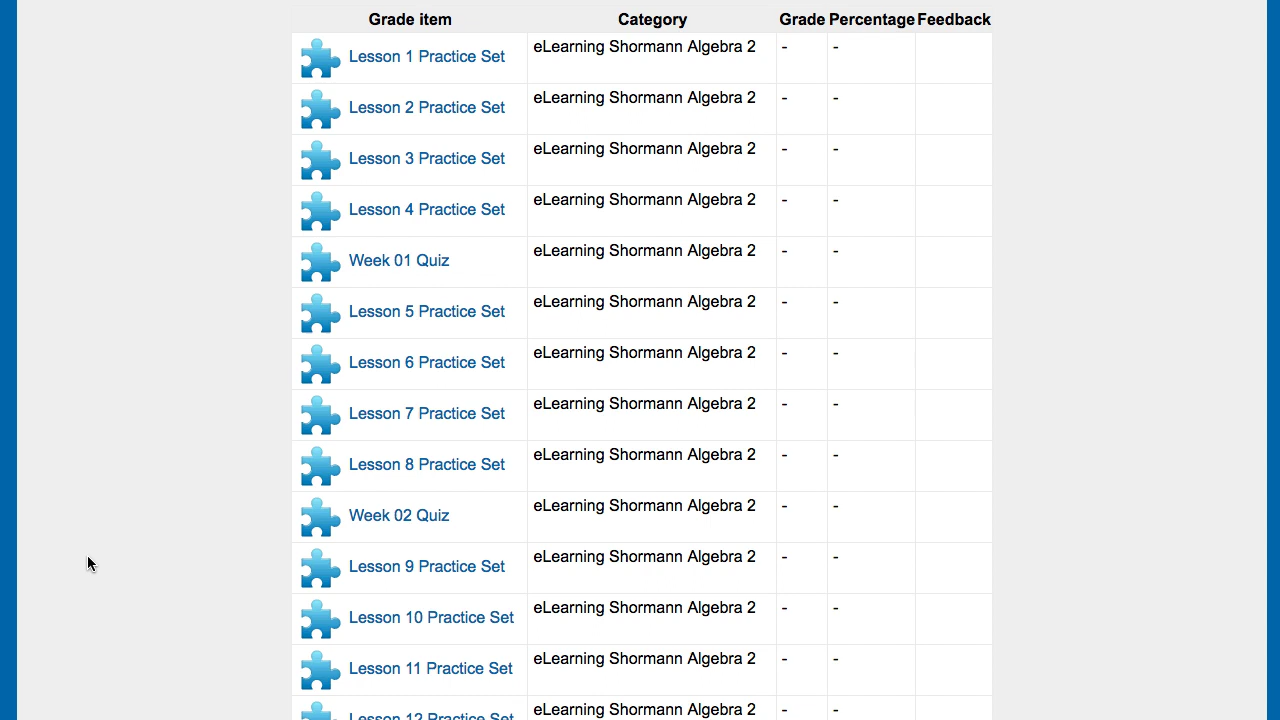 Grade item Category Grade Percentage Feedback
Lesson 1 Practice Set eLearning Shormann Algebra 2 - -
Lesson 2 Practice Set eLearning Shormann Algebra 2 - -
Lesson 3 Practice Set eLearning Shormann Algebra 2 - -
Lesson 4 Practice Set eLearning Shormann Algebra 2 - -
Week 01 Quiz eLearning Shormann Algebra 2 - -
Lesson 5 Practice Set eLearning Shormann Algebra 2 - -
Lesson 6 Practice Set eLearning Shormann Algebra 2 - -
Lesson 7 Practice Set eLearning Shormann Algebra 2 - -
Lesson 8 Practice Set eLearning Shormann Algebra 2 - -
Week 02 Quiz eLearning Shormann Algebra 2 - -
Lesson 9 Practice Set eLearning Shormann Algebra 2 - -
Lesson 10 Practice Set eLearning Shormann Algebra 2 - -
Lesson 11 Practice Set eLearning Shormann Algebra 2 - -
Lesson 12 Practice Set eLearning Shormann Algebra 2 - -